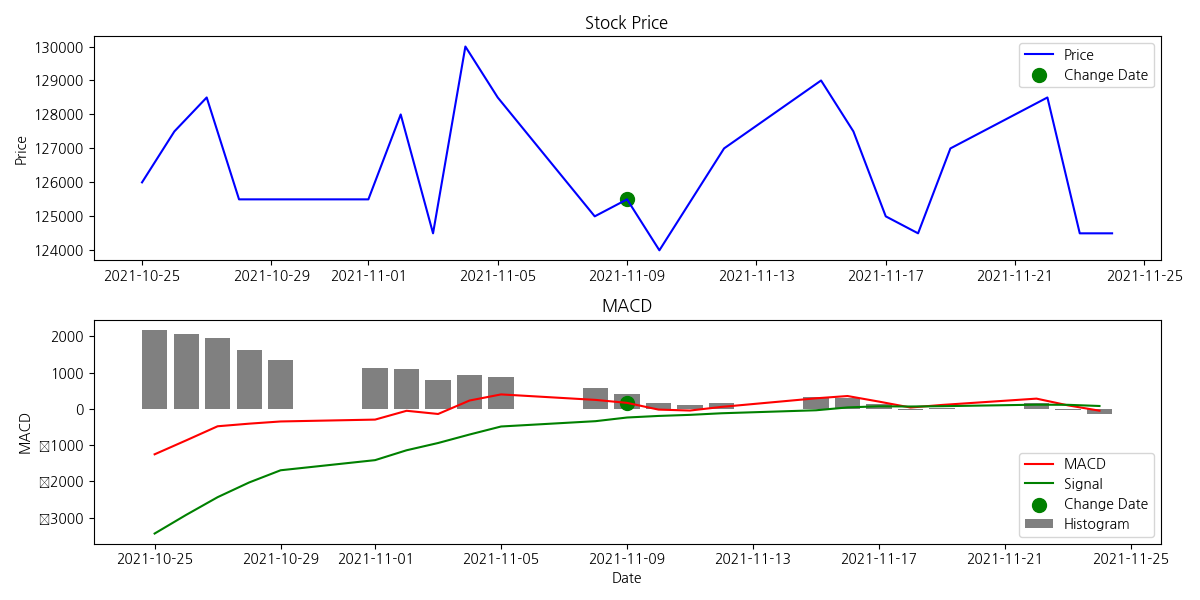 Stock Price
130000
129000
128000
127000
126000
125000
124000
Price
Price
Change Date
2021-10-25 2021-10-29 2021-11-01 2021-11-05 2021-11-09 2021-11-13 2021-11-17 2021-11-21 2021-11-25
MACD
2000
1000
0
□1000
□2000
□3000
MACD
MACD
Signal
Change Date
Histogram
2021-10-25 2021-10-29 2021-11-01 2021-11-05 2021-11-09 2021-11-13 2021-11-17 2021-11-21 2021-11-25
Date